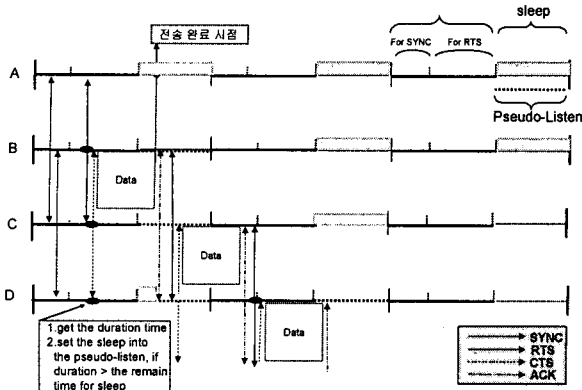 전송 완료 시점
sleep
For SYNC
For RTS
A
Pseudo-Listen
B
Data
C
Data
D
Data
1.get the duration time
2.set the sleep into
the pseudo-listen, if
duration > the remain
time for sleep
SYNC
RTS
CTS
ACK